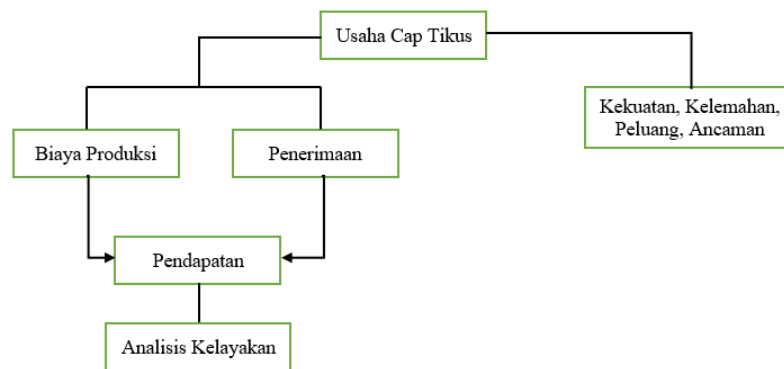 Usaha Cap Tikus
Kekuatan, Kelemahan,
Peluang, Ancaman
Biaya Produksi
Penerimaan
Pendapatan
Analisis Kelayakan